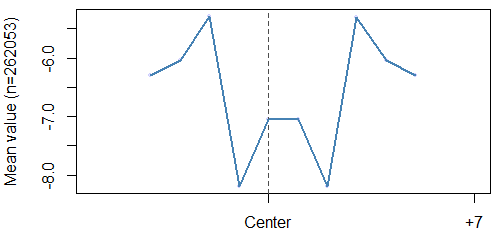 Mean value (n=262053)
-6.0
-7.0
-8.0
Center
+7